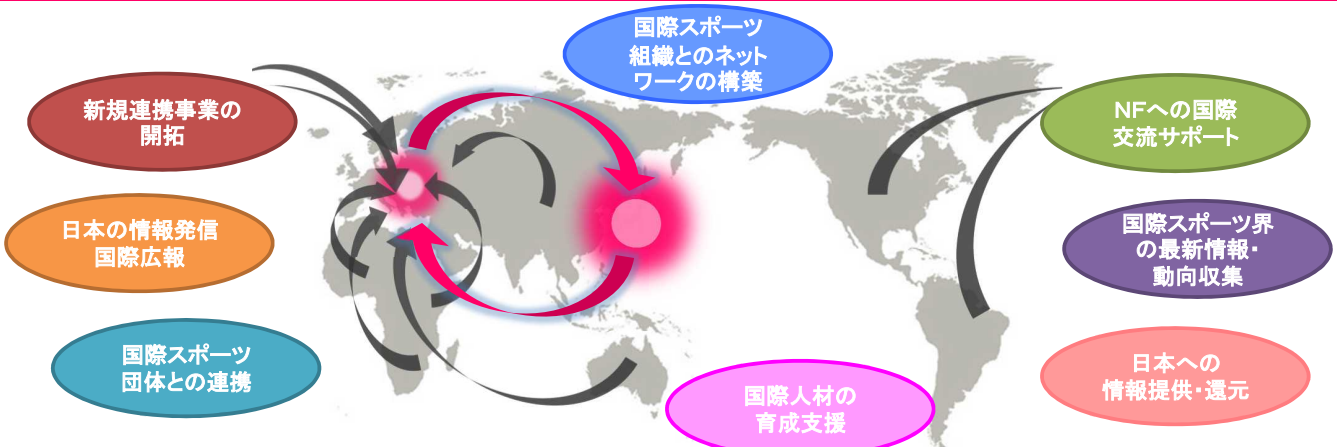 国際スポーツ
組織とのネット
ワークの構築
新規連携事業の
開拓
NFへの国際
交流サポート
日本の情報発信
国際広報
国際スポーツ界
の最新情報・
動向収集
国際スポーツ
団体との連携
日本への
情報提供・還元
国際人材の
育成支援